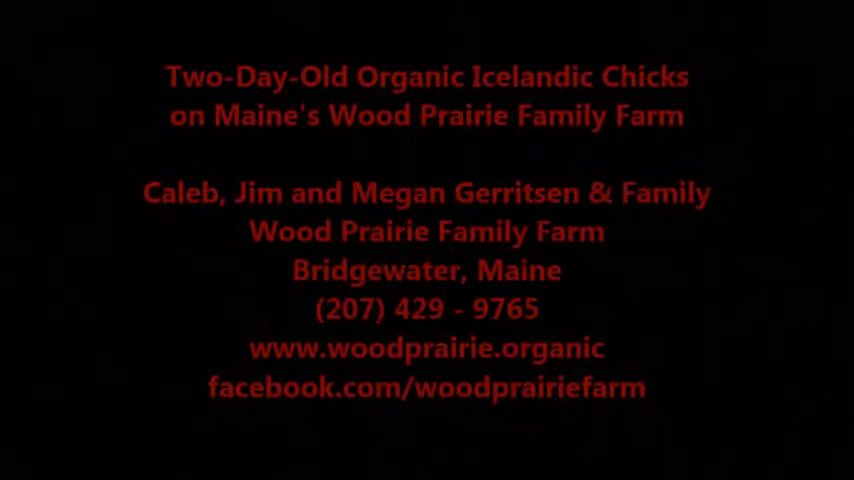 Two-Day-Old Organic Icelandic Chicks
on Maine's Wood Prairie Family Farm
Caleb, Jim and Megan Gerritsen & Family
Wood Prairie Family Farm
Bridgewater, Maine
(207) 429 - 9765
www.woodprairie.organic
facebook.com/woodprairiefarm